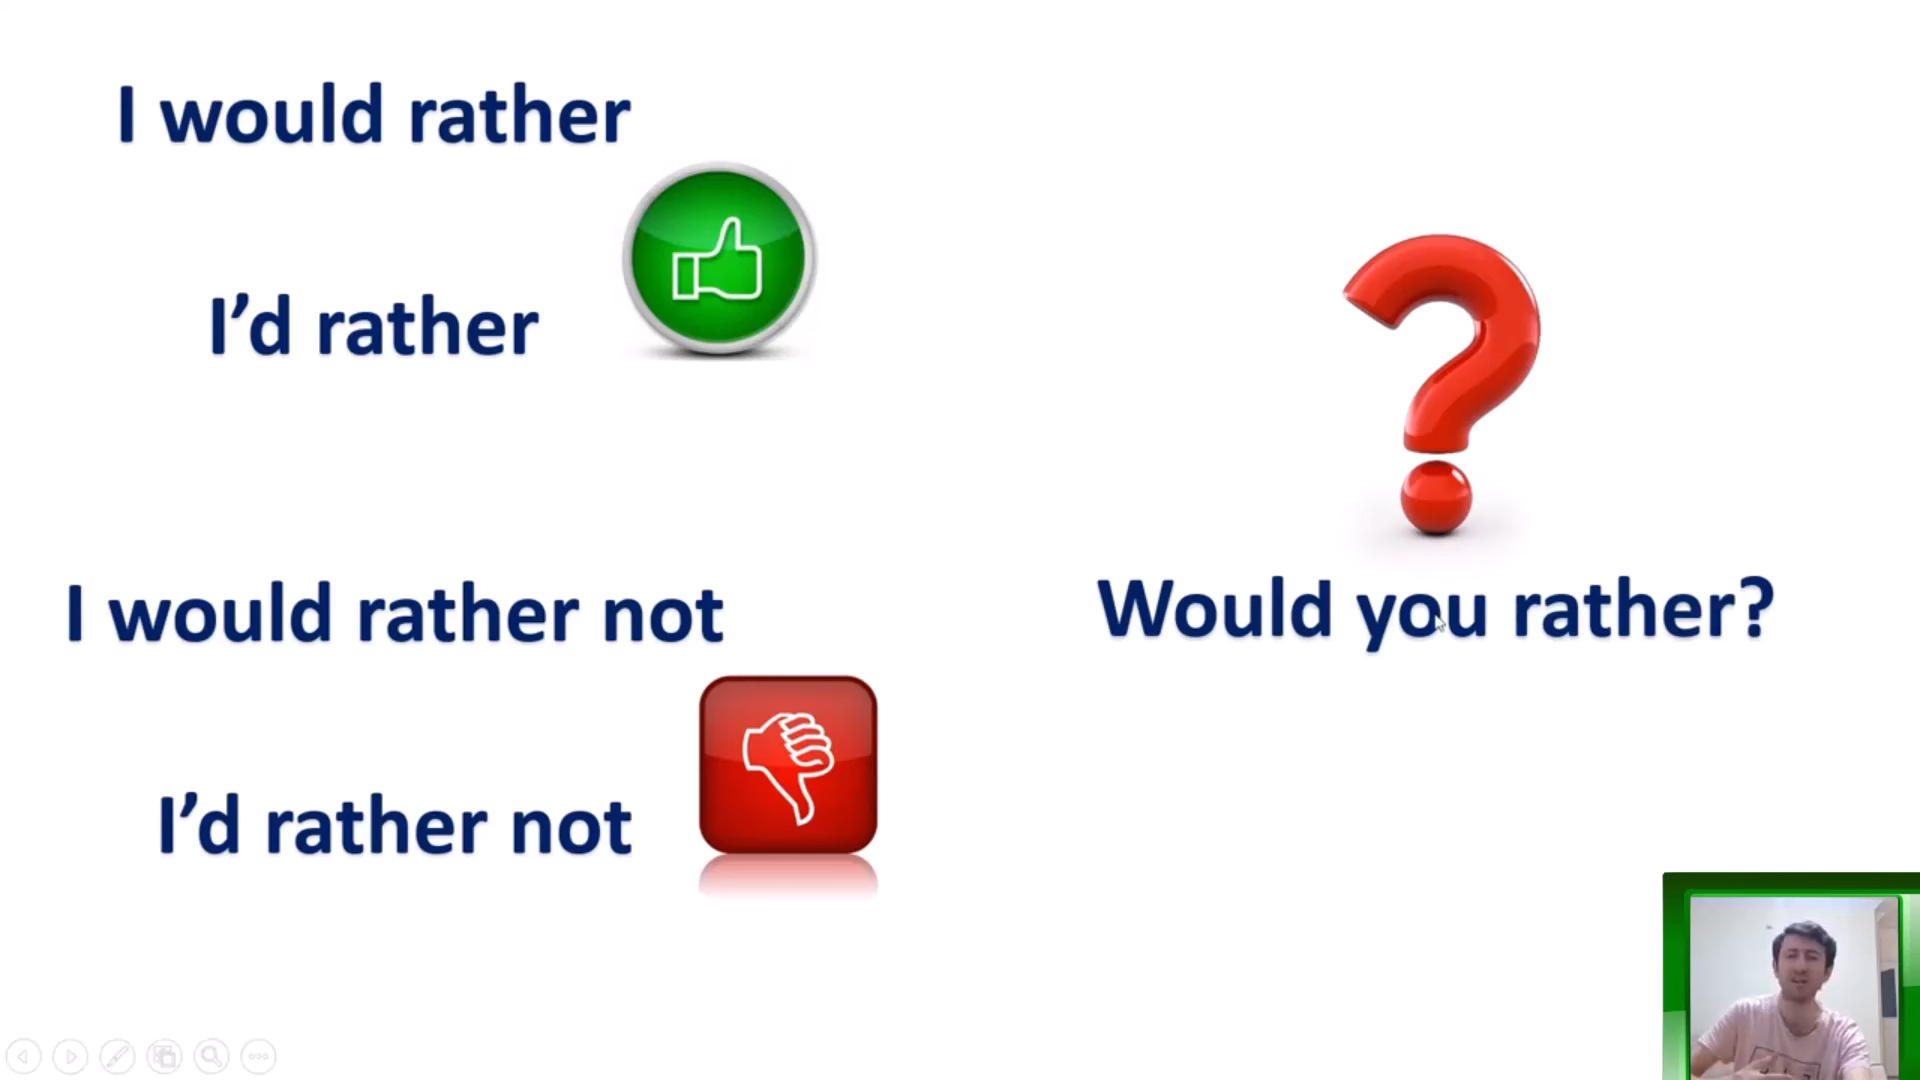 I would rather
I’d rather
I would rather not
I’d rather not
Would you rather?